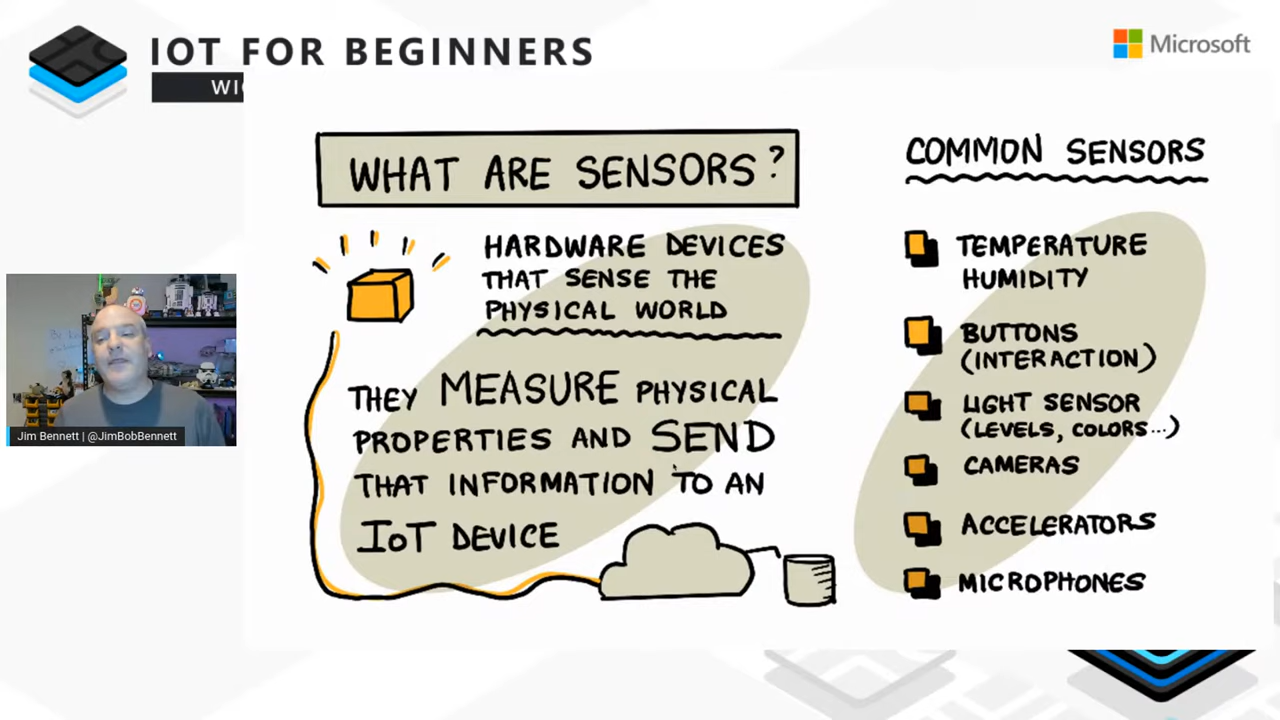 IOT FOR BEGINNERS
Microsoft
WHAT ARE SENSORS?
HARDWARE DEVICES
THAT SENSE THE
PHYSICAL WORLD
THEY MEASURE PHYSICAL
PROPERTIES AND SEND
THAT INFORMATION TO AN
IoT DEVICE
COMMON SENSORS
TEMPERATURE
HUMIDITY
BUTTONS
(INTERACTION)
LIGHT SENSOR
(LEVELS, COLORS...)
CAMERAS
ACCELERATORS
MICROPHONES
Jim Bennett | @JimBobBennett